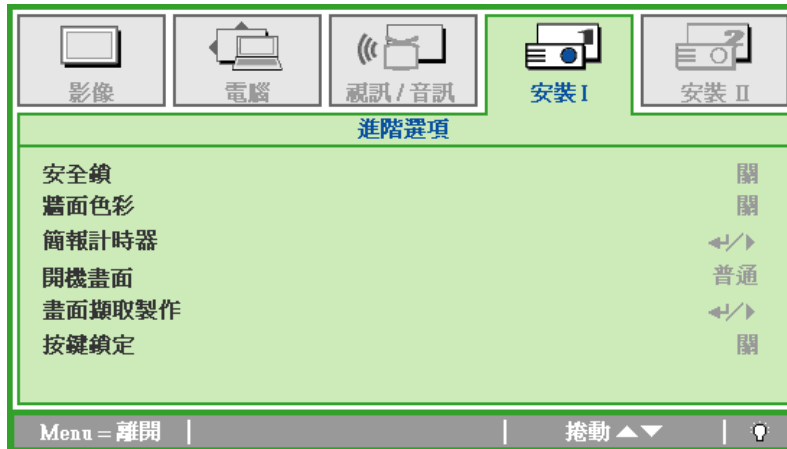 影像 電腦 視訊 / 音訊 安裝 I 安裝 II
進階選項
安全鎖 關
牆面色彩 關
簡報計時器
開機畫面 普通
畫面擷取製作
按鍵鎖定 關
Menu = 離開 捲動